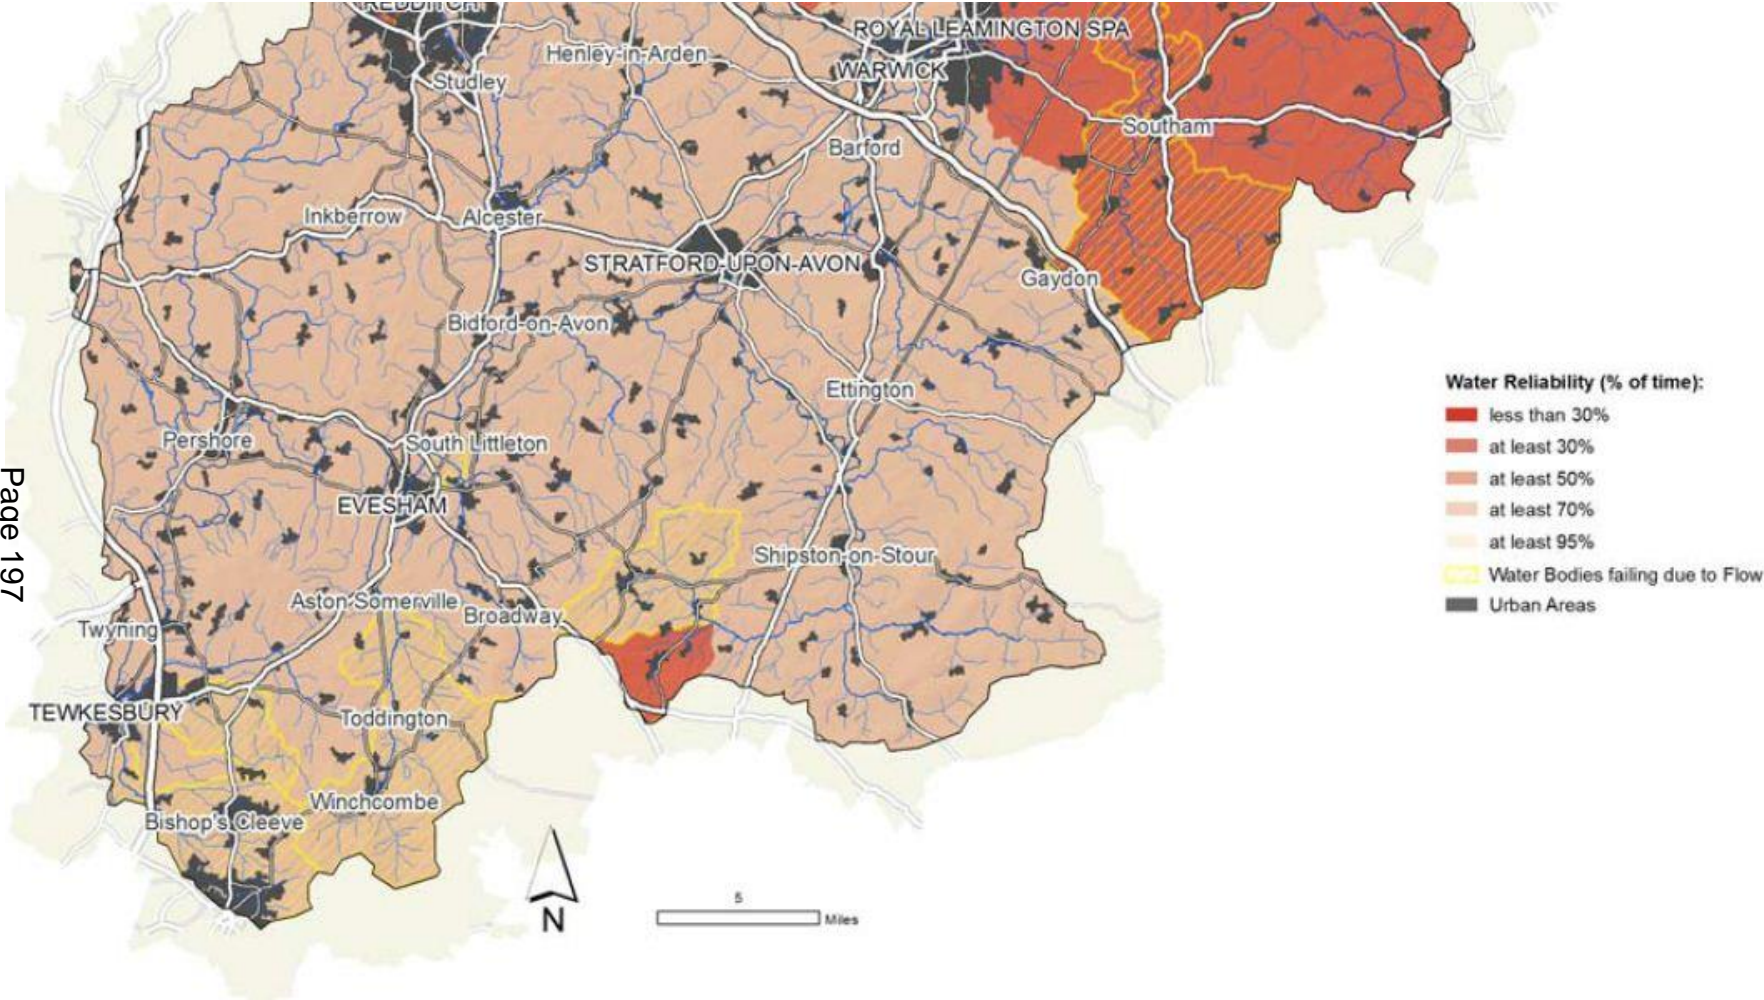 REDDITCH
ROYAL LEAMINGTON SPA
Henley-in-Arden
WARWICK
Studley
Southam
Barford
Inkberrow
Alcester
STRATFORD-UPON-AVON
Gaydon
Bidford-on-Avon
Ettington
Pershore
South Littleton
EVESHAM
Shipston-on-Stour
Aston Somerville
Broadway
Twyning
TEWKESBURY
Toddington
Winchcombe
Bishop's Cleeve
N
5
Miles
Water Reliability (% of time):
less than 30%
at least 30%
at least 50%
at least 70%
at least 95%
Water Bodies failing due to Flow
Urban Areas
Page 197